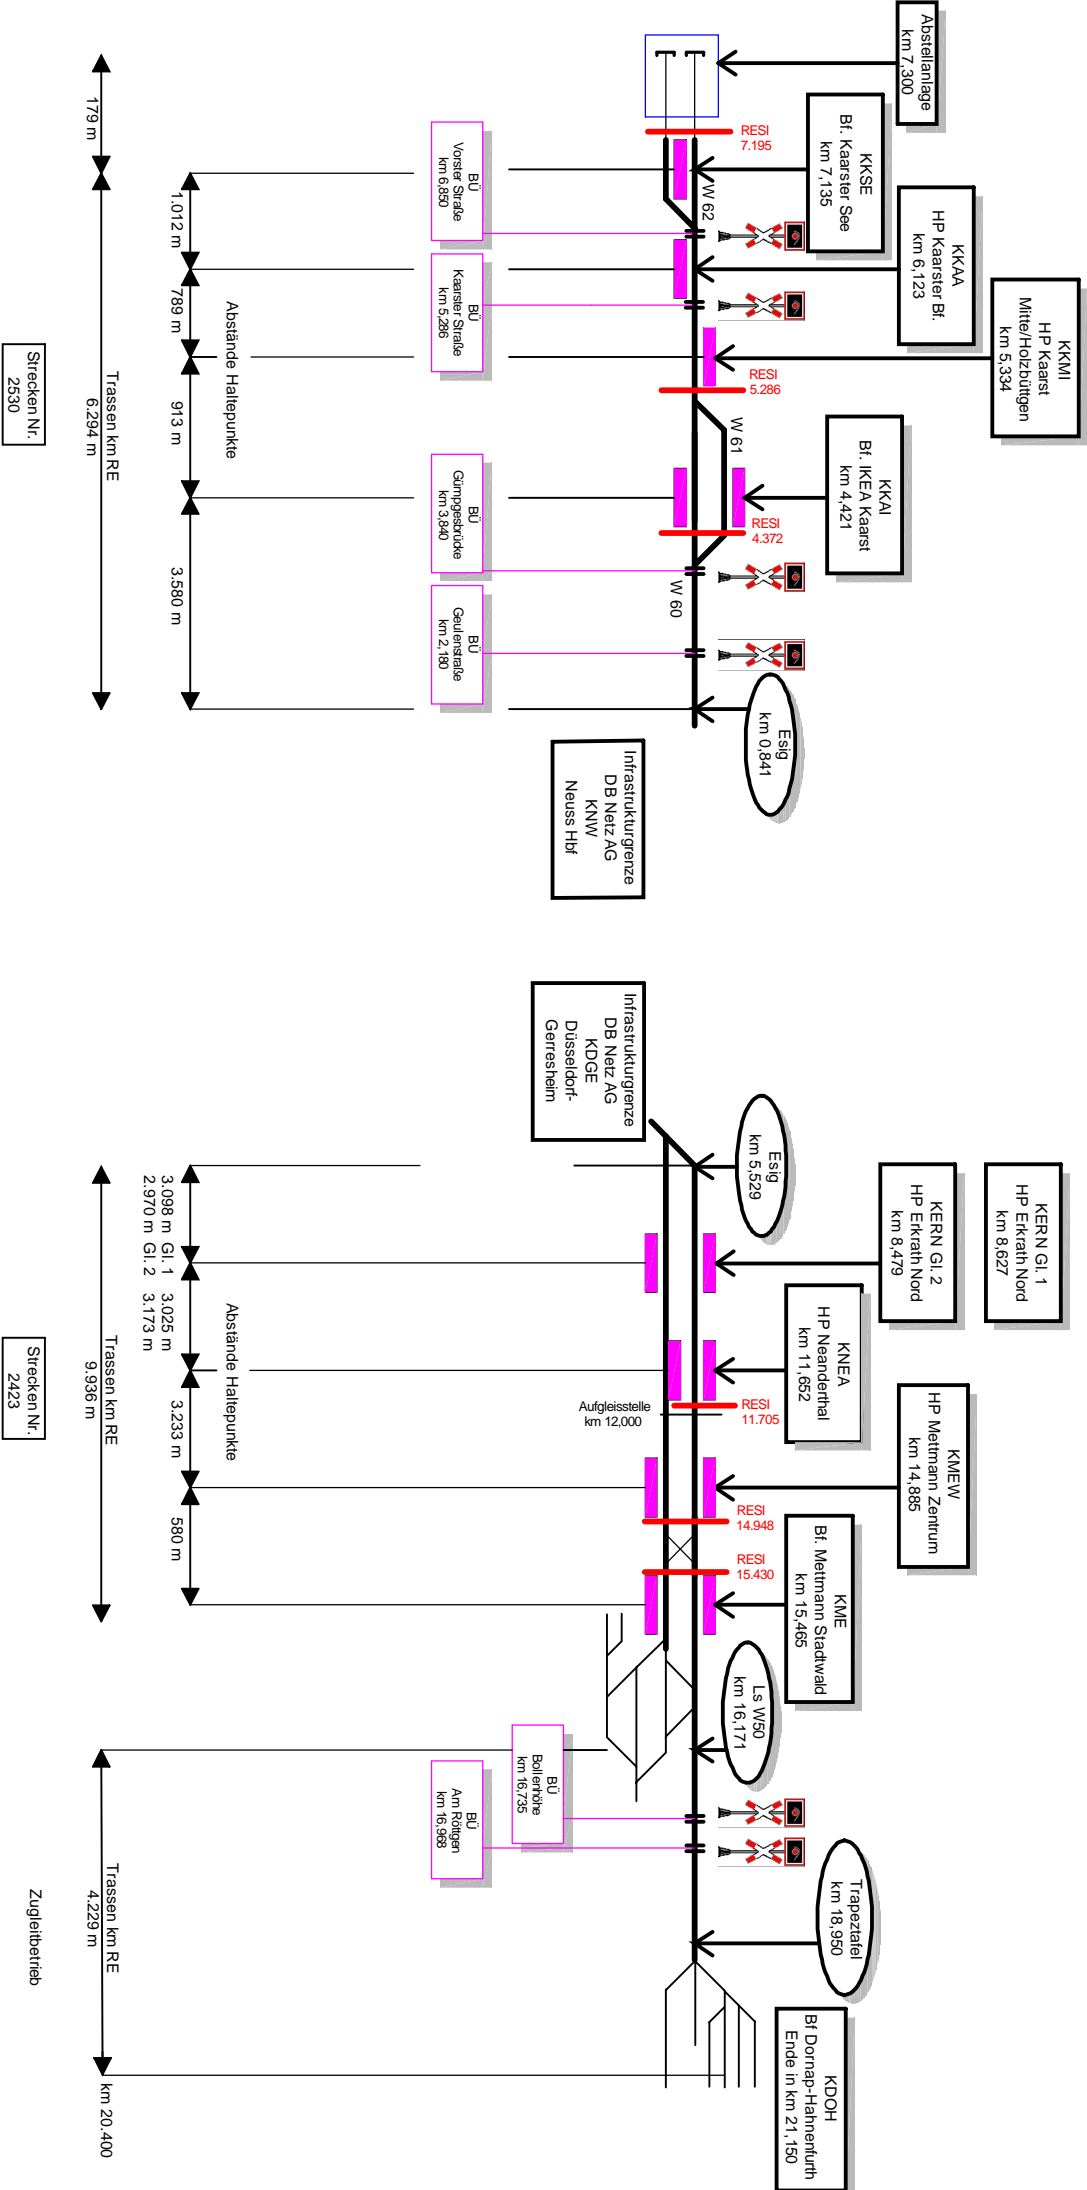 Abstellanlage
km 7,300
KKSE
Bf. Kaarster See
km 7,135
KKAA
HP Kaarster Bf.
km 6,123
KKMI
HP Kaarst
Mitte/Holzbüttgen
km 5,334
KKAI
Bf. IKEA Kaarst
km 4,421
Esig
km 0,841
RESI
7.195
W 62
RESI
5.286
W 61
RESI
4.372
W 60
BÜ
Vorster Straße
km 6,850
BÜ
Kaarster Straße
km 5,286
BÜ
Gümpgesbrücke
km 3,840
BÜ
Geulenstraße
km 2,180
Infrastrukturgrenze
DB Netz AG
KNW
Neuss Hbf
Abstände Haltepunkte
1.012 m
789 m
913 m
3.580 m
179 m
Trassen km RE
6.294 m
Strecken Nr.
2530
KERN Gl. 1
HP Erkrath Nord
km 8,627
KERN Gl. 2
HP Erkrath Nord
km 8,479
KNEA
HP Neanderthal
km 11,652
KMEW
HP Mettmann Zentrum
km 14,885
KME
Bf. Mettmann Stadtwald
km 15,465
Esig
km 5,529
Ls W50
km 16,171
Trapeztafel
km 18,950
KDOH
Bf Dornap-Hahnenfurth
Ende in km 21,150
Infrastrukturgrenze
DB Netz AG
KDGE
Düsseldorf-
Gerresheim
RESI
11.705
Aufgleisstelle
km 12,000
RESI
14.948
RESI
15.430
BÜ
Bollenhöhe
km 16,735
BÜ
Am Röttgen
km 16,968
Abstände Haltepunkte
3.098 m Gl. 1
2.970 m Gl. 2
3.025 m
3.173 m
3.233 m
580 m
Trassen km RE
9.936 m
Strecken Nr.
2423
Trassen km RE
4.229 m
km 20.400
Zugleitbetrieb